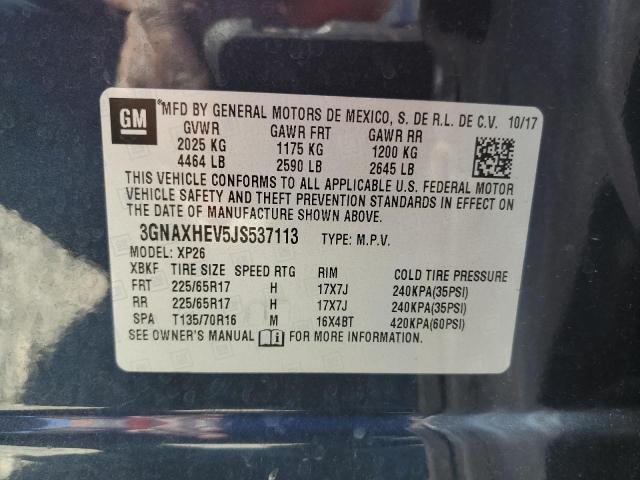 GM ® MFD BY GENERAL MOTORS DE MEXICO, S. DE R.L. DE C.V. 10/17
GVWR GAWR FRT GAWR RR
2025 KG 1175 KG 1200 KG
4464 LB 2590 LB 2645 LB
THIS VEHICLE CONFORMS TO ALL APPLICABLE U.S. FEDERAL MOTOR
VEHICLE SAFETY AND THEFT PREVENTION STANDARDS IN EFFECT ON
THE DATE OF MANUFACTURE SHOWN ABOVE.
3GNAXHEV5JS537113 TYPE: M.P.V.
MODEL: XP26
XBKF TIRE SIZE SPEED RTG RIM COLD TIRE PRESSURE
FRT 225/65R17 H 17X7J 240KPA(35PSI)
RR 225/65R17 H 17X7J 240KPA(35PSI)
SPA T135/70R16 M 16X4BT 420KPA(60PSI)
SEE OWNER'S MANUAL FOR MORE INFORMATION.